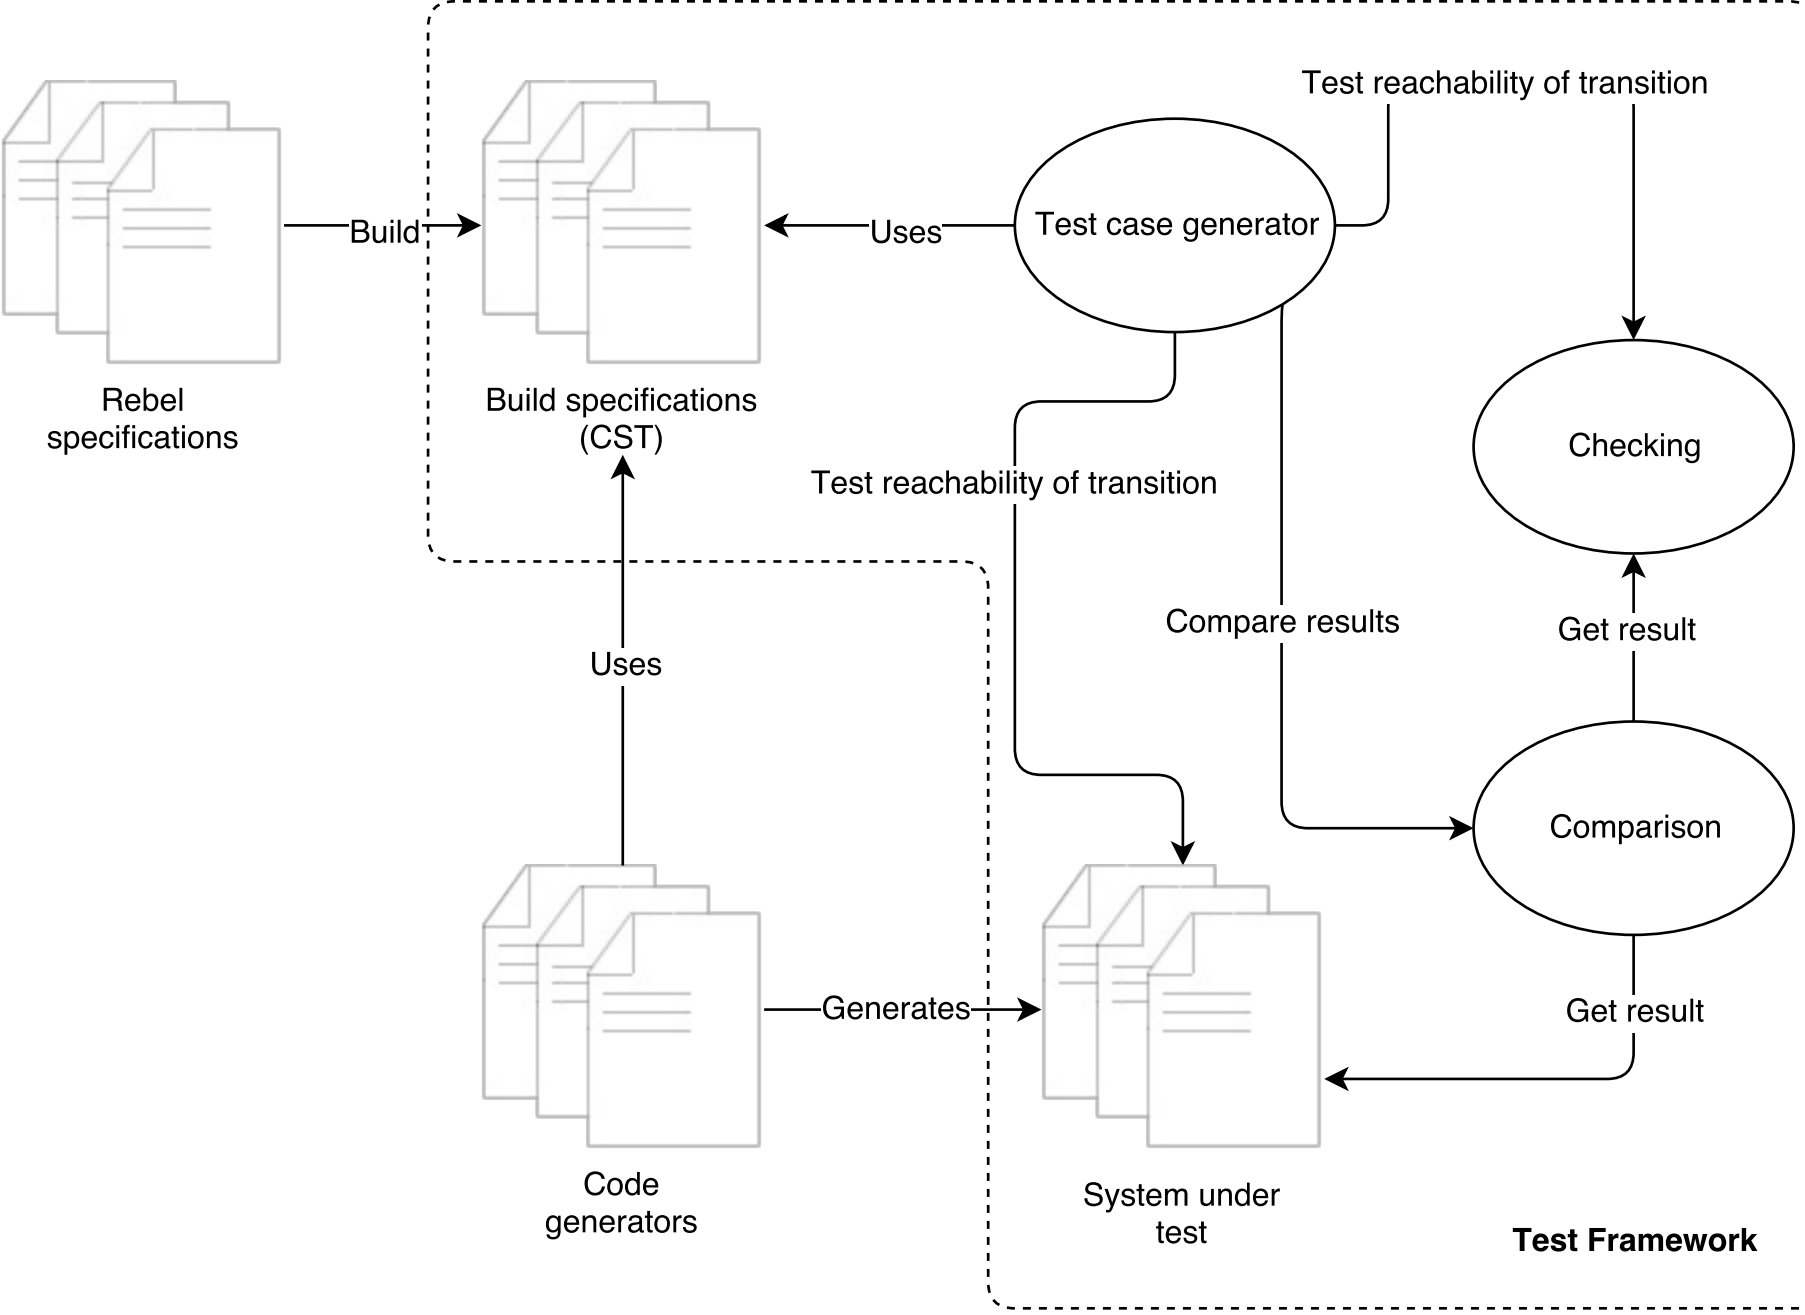 Test reachability of transition
Build
Uses
Test case generator
Rebel
specifications
Build specifications
(CST)
Checking
Test reachability of transition
Compare results
Get result
Uses
Comparison
Generates
Get result
Code
generators
System under
test
Test Framework